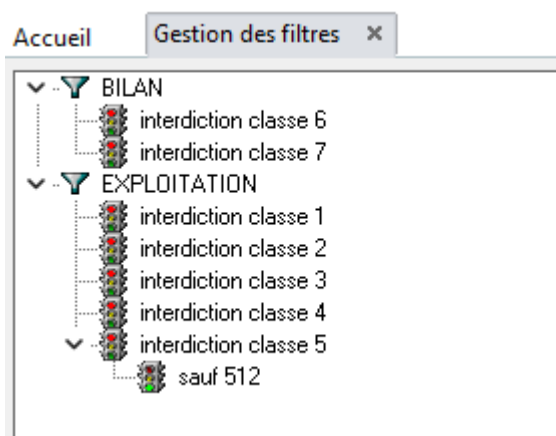 Accueil
Gestion des filtres
BILAN
interdiction classe 6
interdiction classe 7
EXPLOITATION
interdiction classe 1
interdiction classe 2
interdiction classe 3
interdiction classe 4
interdiction classe 5
sauf 512